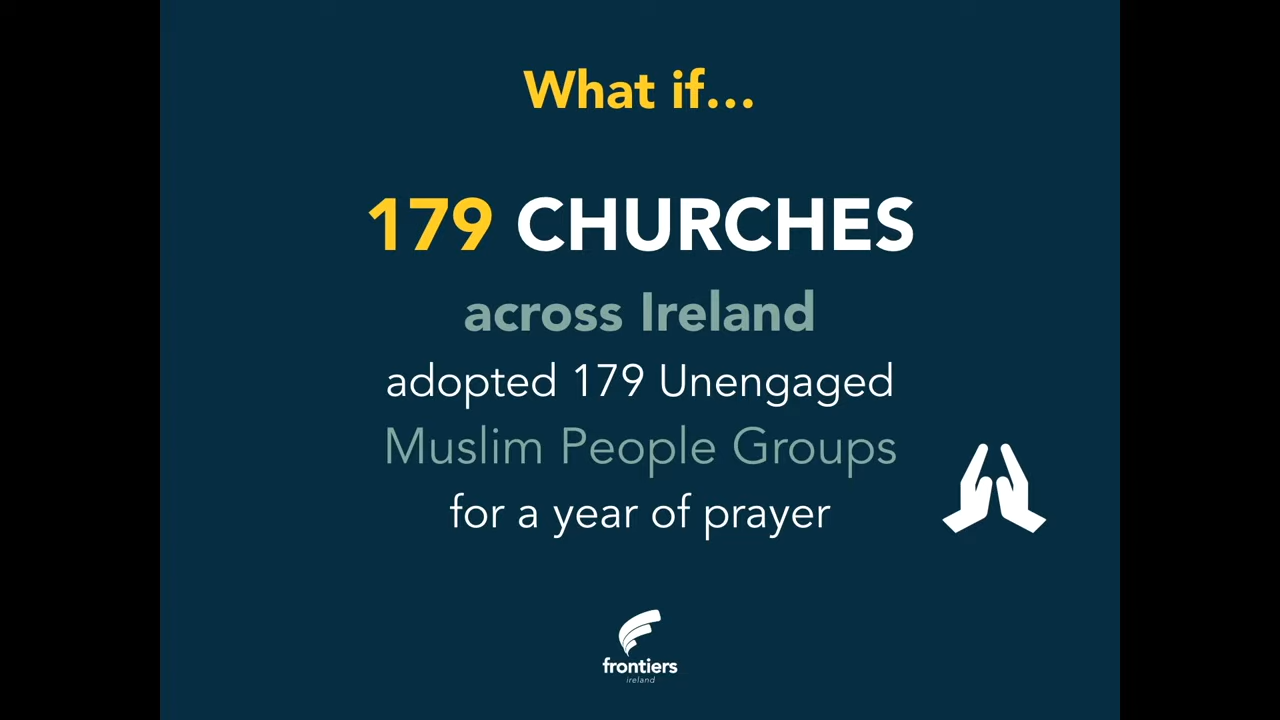 What if...
179 CHURCHES
across Ireland
adopted 179 Unengaged
Muslim People Groups
for a year of prayer
frontiers
ireland